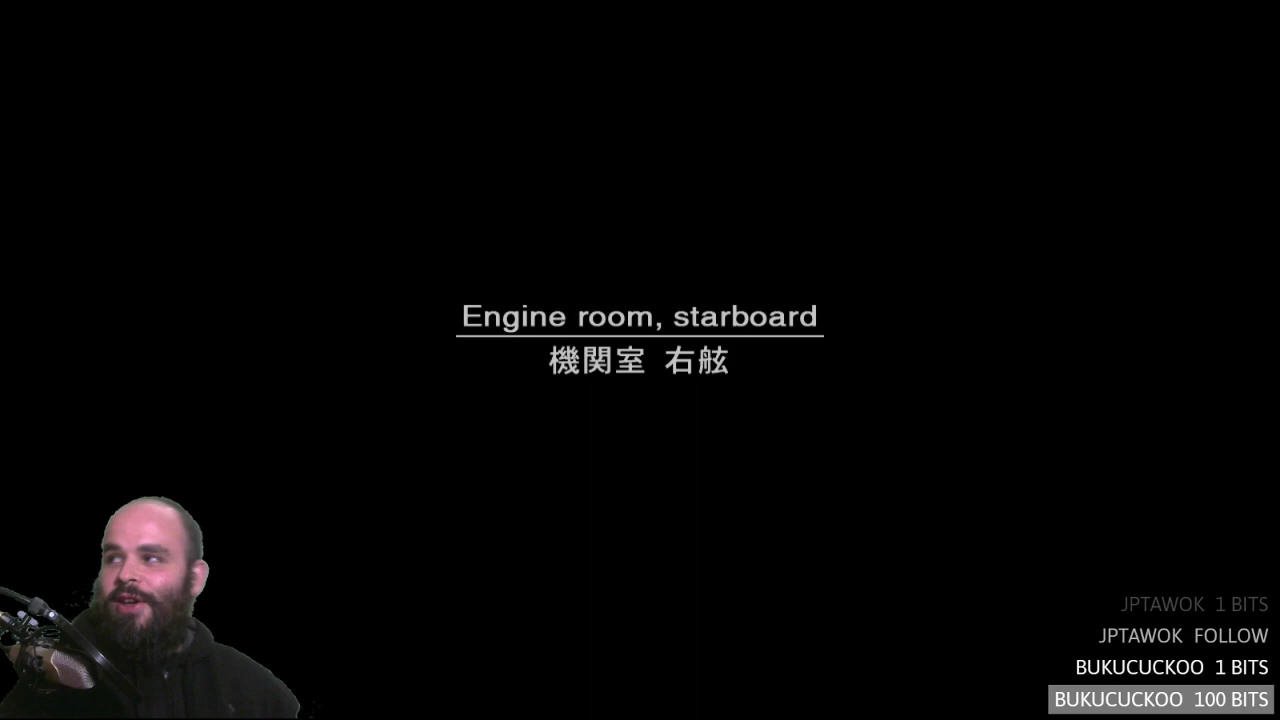 Engine room, starboard
機関室 右舷
JPTAWOK 1 BITS
JPTAWOK FOLLOW
BUKUCUCKOO 1 BITS
BUKUCUCKOO 100 BITS